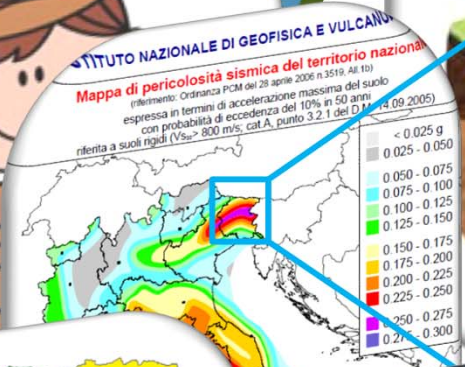 ISTITUTO NAZIONALE DI GEOFISICA E VULCANO
Mappa di pericolosità sismica del territorio nazional
(riferimento: Ordinanza PCM del 28 aprile 2006 n.3519, All.1b)
espressa in termini di accelerazione massima del suolo
con probabilità di eccedenza del 10% in 50 anni
riferita a suoli rigidi (Vs30> 800 m/s; cat.A, punto 3.2.1 del D.M. 14.09.2005)
< 0.025 g
0.025 - 0.050
0.050 - 0.075
0.075 - 0.100
0.100 - 0.125
0.125 - 0.150
0.150 - 0.175
0.175 - 0.200
0.200 - 0.225
0.225 - 0.250
0.250 - 0.275
0.275 - 0.300